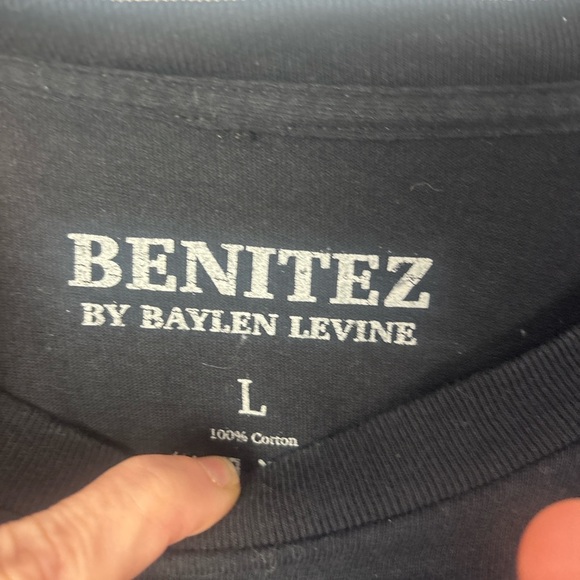 BENITEZ
BY BAYLEN LEVINE
L
100% Cotton